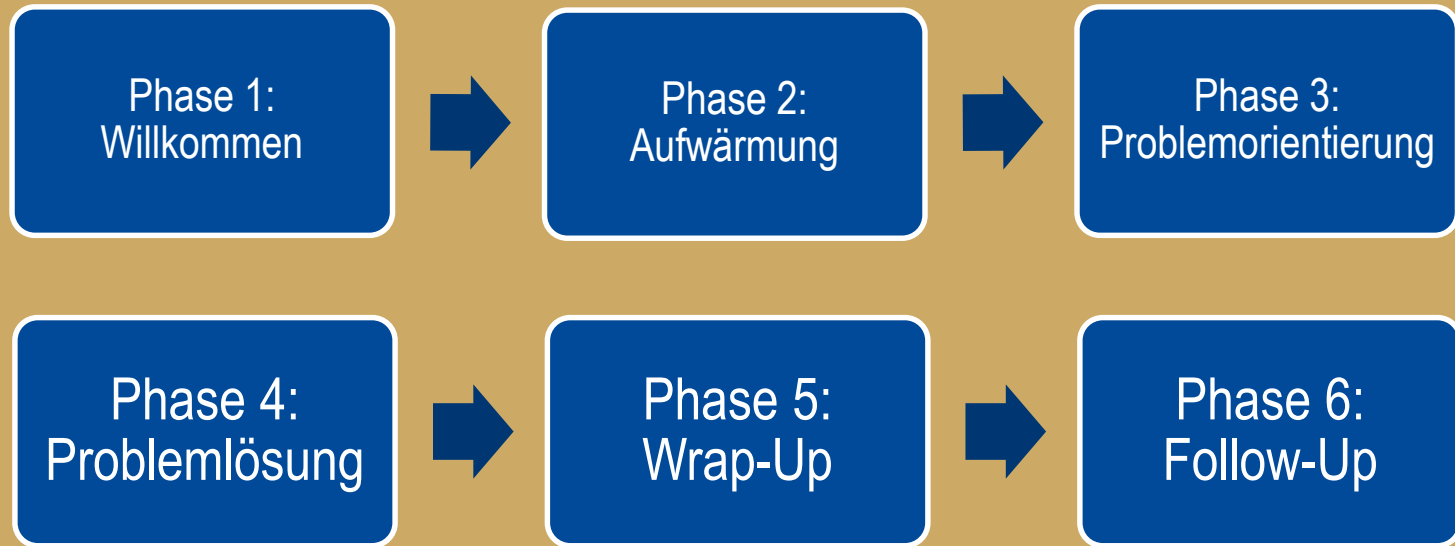 Phase 1:
Willkommen
Phase 2:
Aufwärmung
Phase 3:
Problemorientierung
Phase 4:
Problemlösung
Phase 5:
Wrap-Up
Phase 6:
Follow-Up